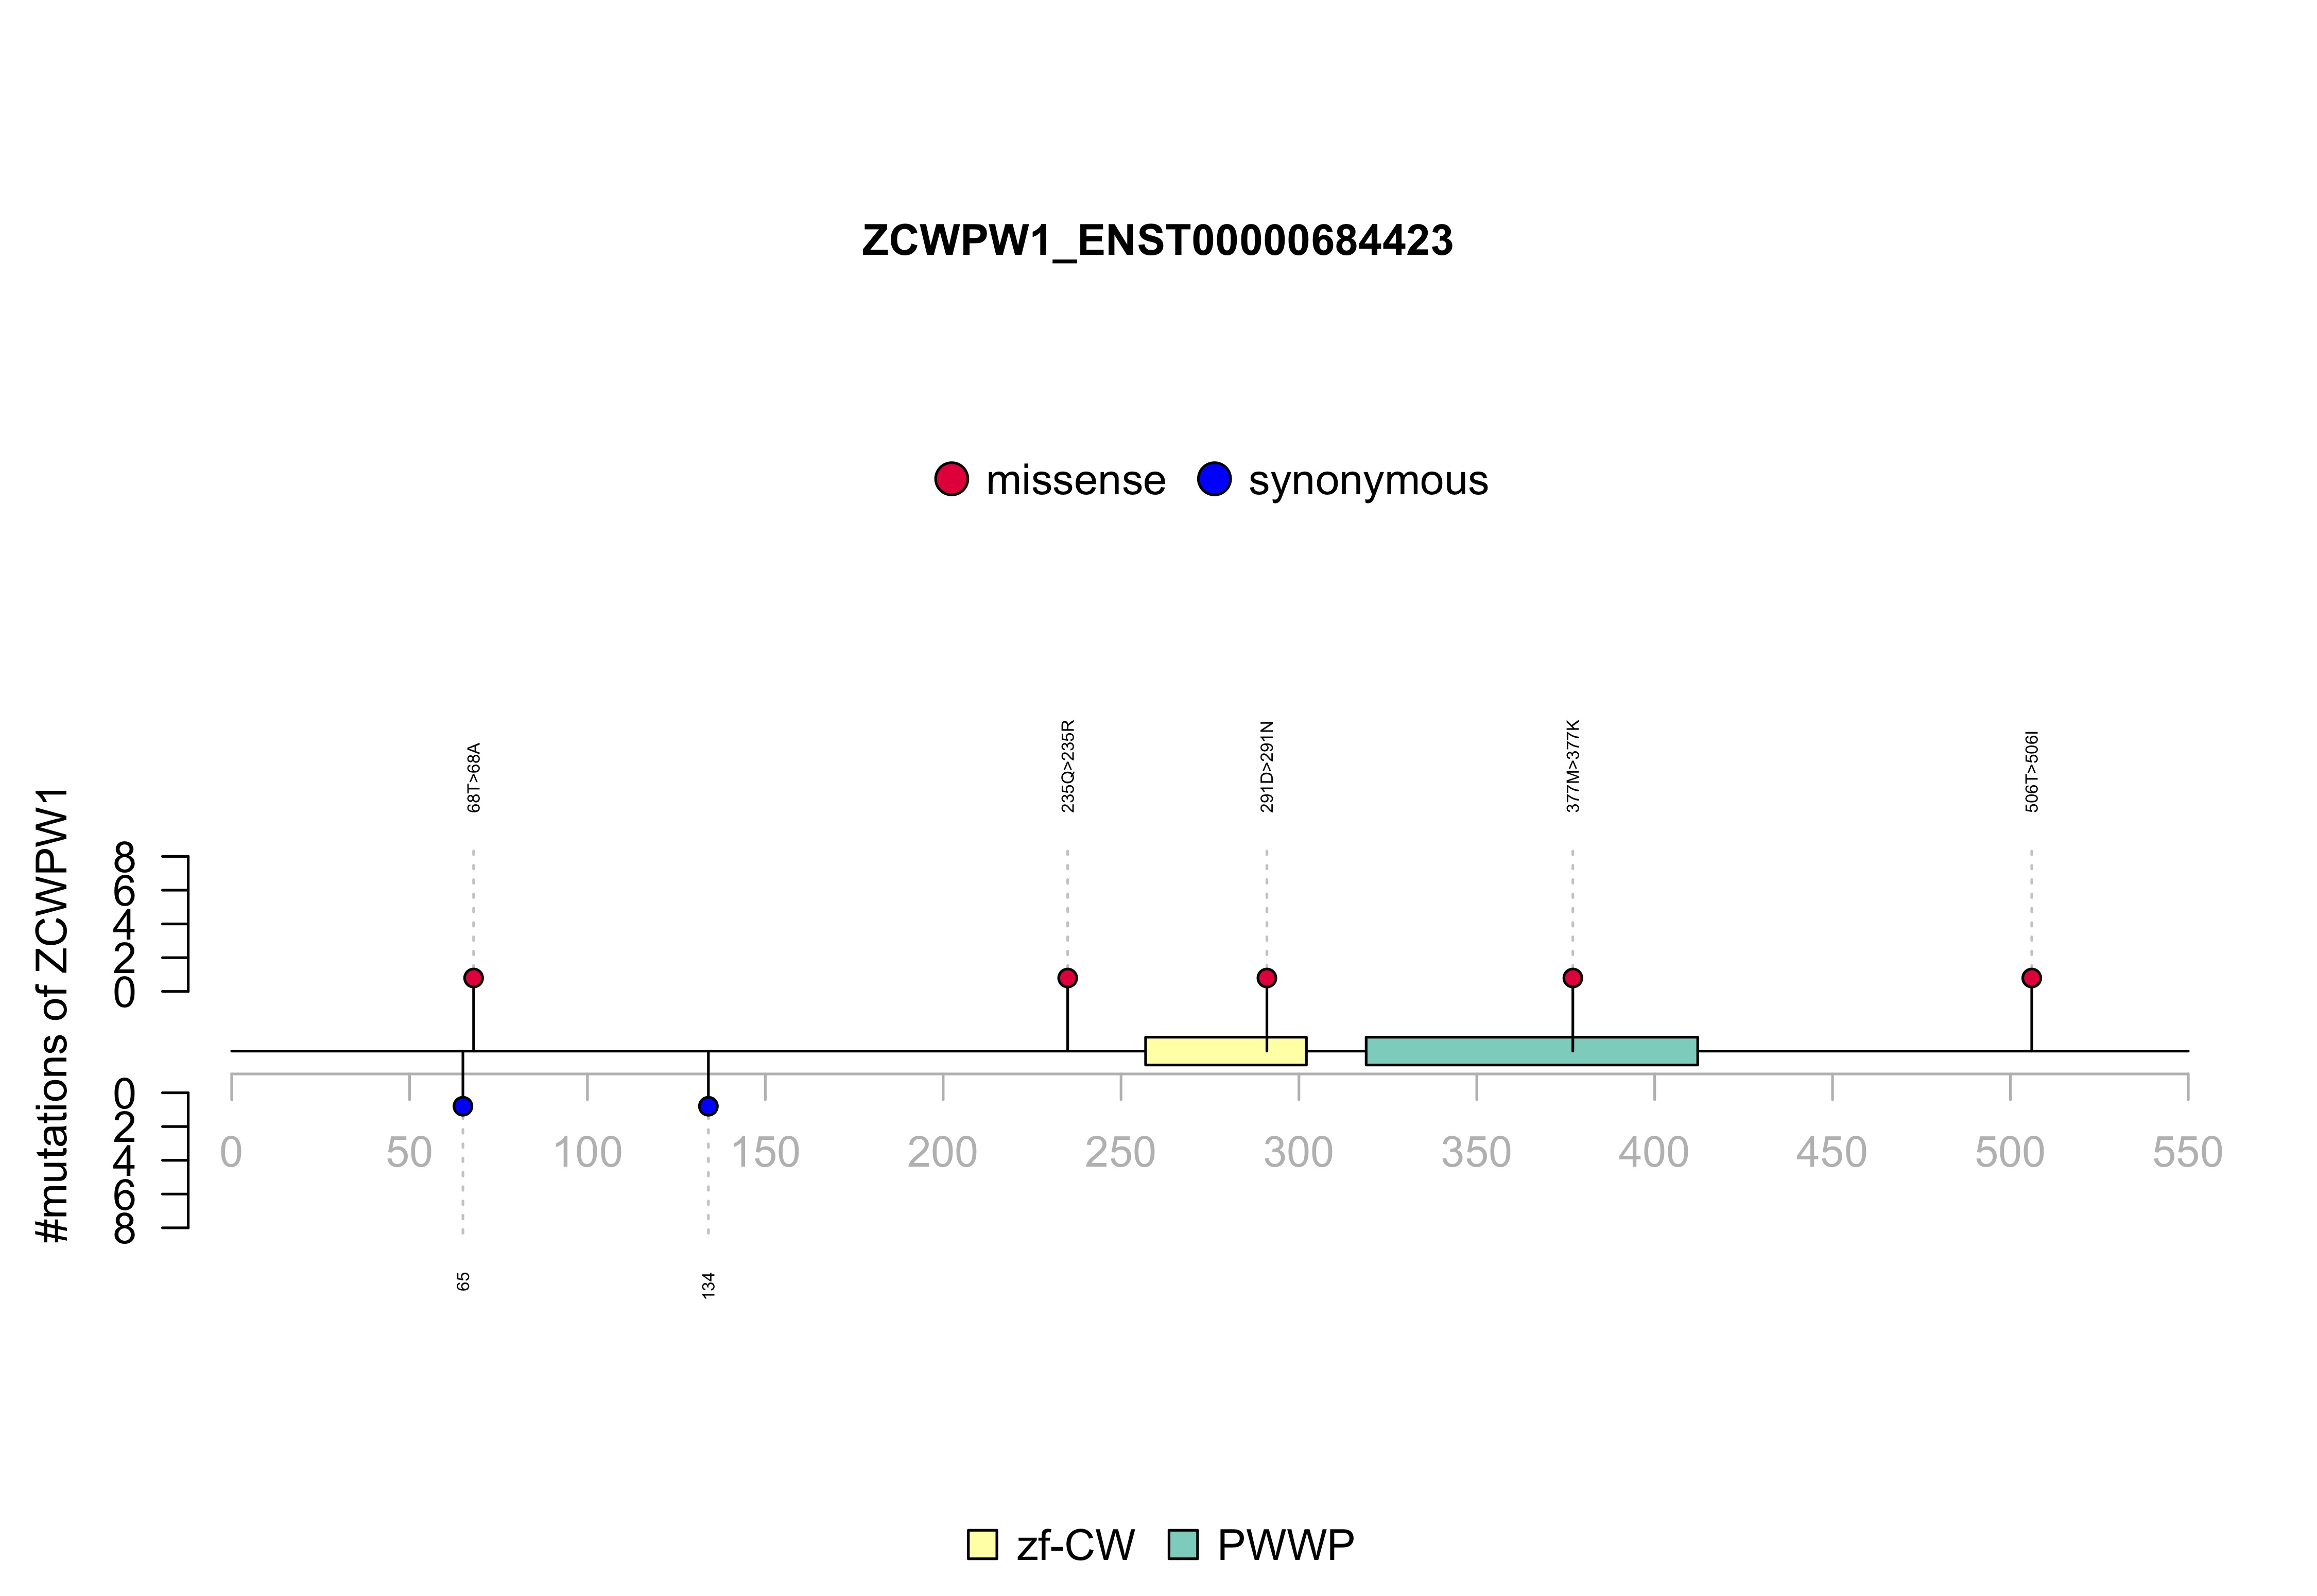 ZCWPW1_ENST00000684423
missense synonymous
68T>68A
235Q>235R
291D>291N
377M>377K
506T>506I
#mutations of ZCWPW1
8
6
4
2
0
0
2
4
6
8
0 50 100 150 200 250 300 350 400 450 500 550
65
134
zf-CW PWWP